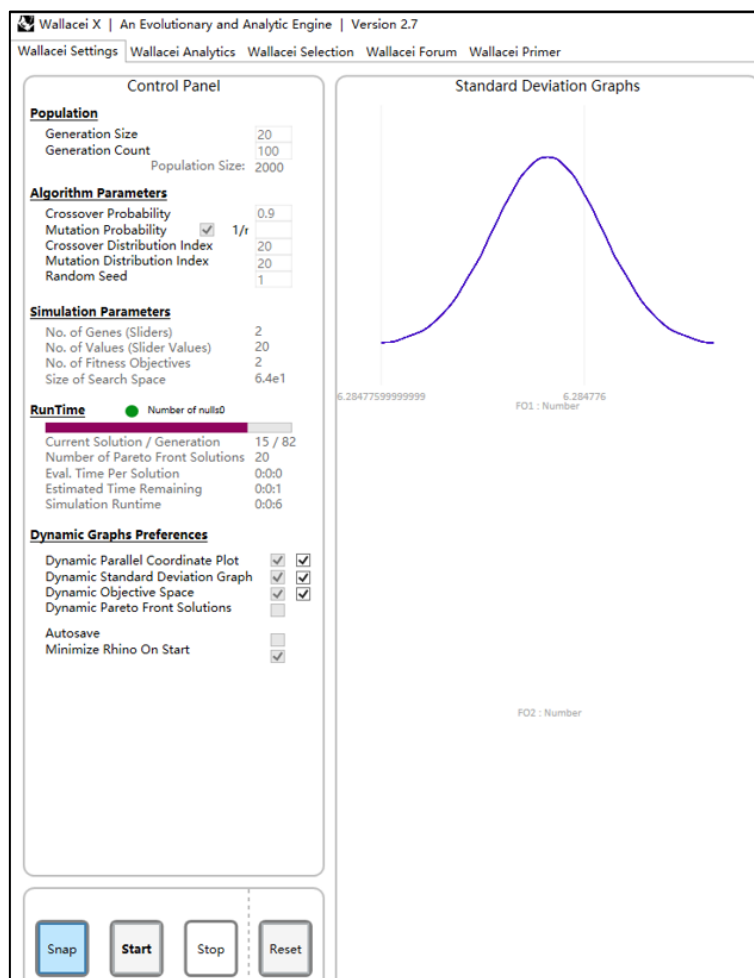 Wallacei X | An Evolutionary and Analytic Engine | Version 2.7
Wallacei Settings Wallacei Analytics Wallacei Selection Wallacei Forum Wallacei Primer
Control Panel
Population
Generation Size 20
Generation Count 100
Population Size: 2000
Algorithm Parameters
Crossover Probability 0.9
Mutation Probability 1/r
Crossover Distribution Index 20
Mutation Distribution Index 20
Random Seed 1
Simulation Parameters
No. of Genes (Sliders) 2
No. of Values (Slider Values) 20
No. of Fitness Objectives 2
Size of Search Space 6.4e1
RunTime Number of nulls0
Current Solution / Generation 15 / 82
Number of Pareto Front Solutions 20
Eval. Time Per Solution 0:0:0
Estimated Time Remaining 0:0:1
Simulation Runtime 0:0:6
Dynamic Graphs Preferences
Dynamic Parallel Coordinate Plot
Dynamic Standard Deviation Graph
Dynamic Objective Space
Dynamic Pareto Front Solutions
Autosave
Minimize Rhino On Start
Snap Start Stop Reset
Standard Deviation Graphs
6.28477599999999 6.284776
FO1 : Number
FO2 : Number